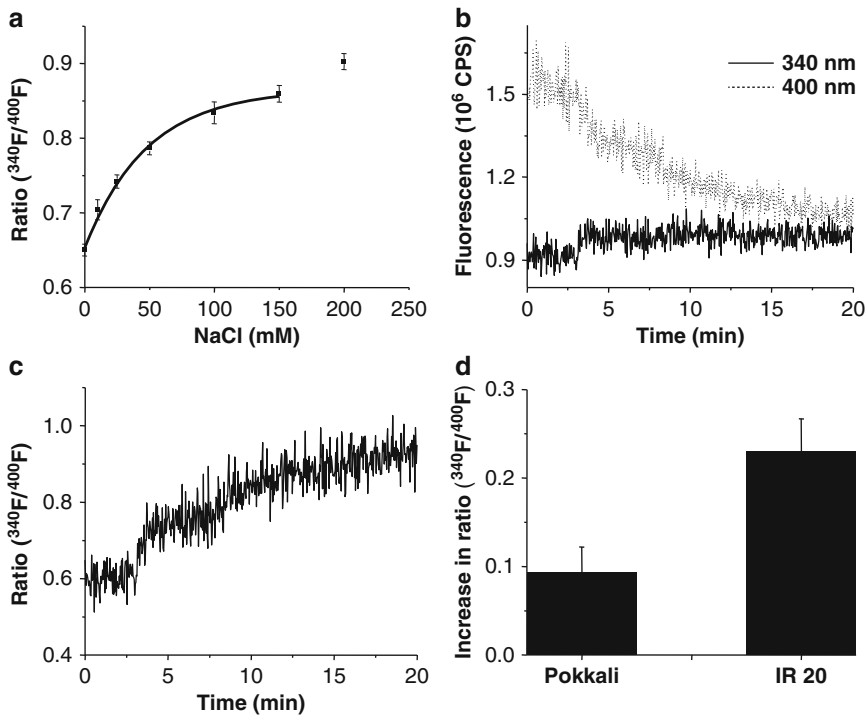 a
Ratio (³⁴⁰F/⁴⁰⁰F)
0.9
0.8
0.7
0.6
0 50 100 150 200 250
NaCl (mM)
b
Fluorescence (10⁶ CPS)
340 nm
400 nm
1.5
1.2
0.9
0 5 10 15 20
Time (min)
c
Ratio (³⁴⁰F/⁴⁰⁰F)
1.0
0.8
0.6
0.4
0 5 10 15 20
Time (min)
d
Increase in ratio (³⁴⁰F/⁴⁰⁰F)
0.3
0.2
0.1
0.0
Pokkali IR 20